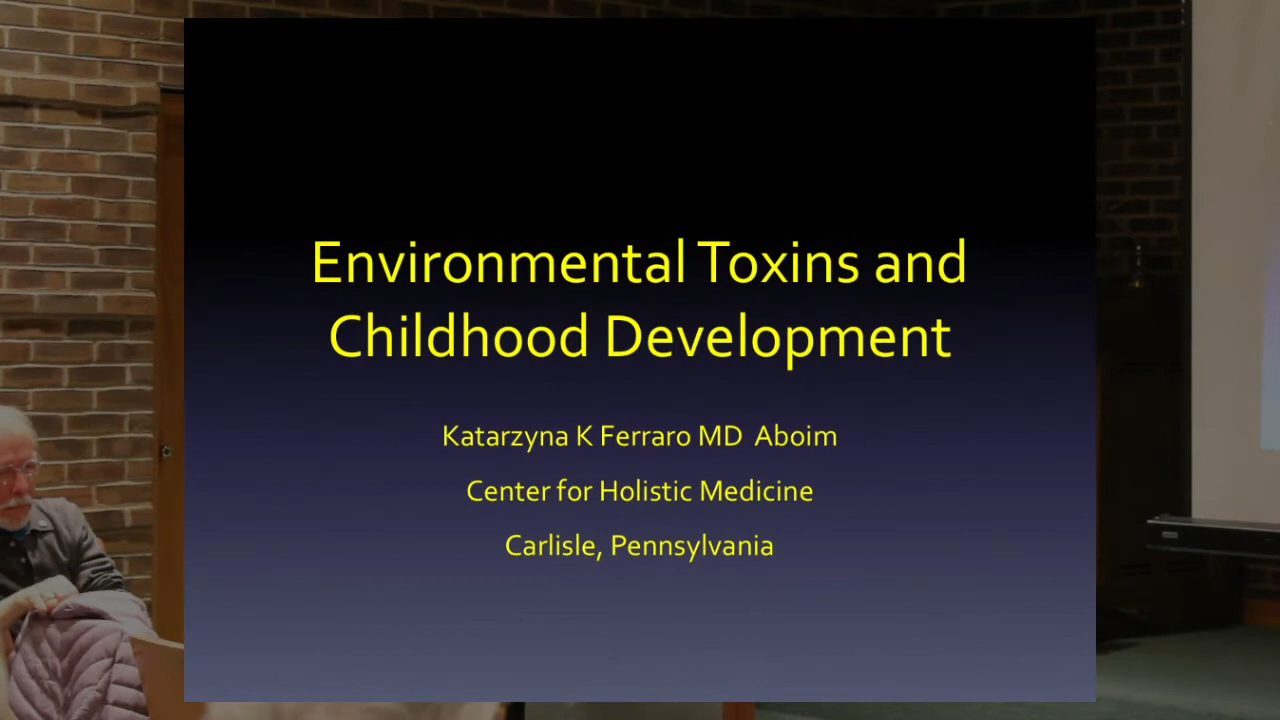 Environmental Toxins and
Childhood Development
Katarzyna K Ferraro MD  Aboim
Center for Holistic Medicine
Carlisle, Pennsylvania